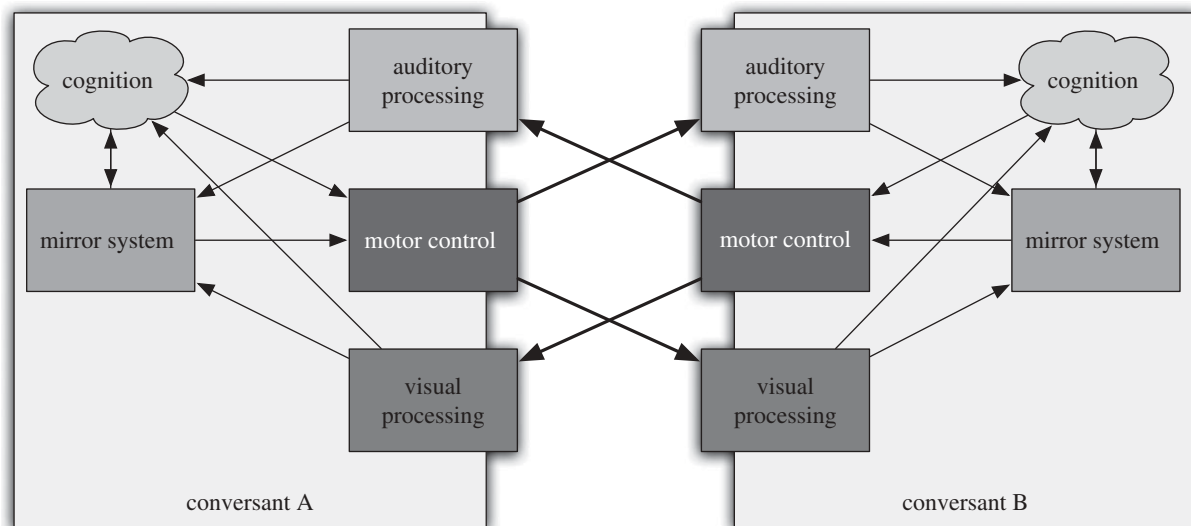 cognition
auditory
processing
mirror system
motor control
visual
processing
conversant A
auditory
processing
cognition
motor control
mirror system
visual
processing
conversant B